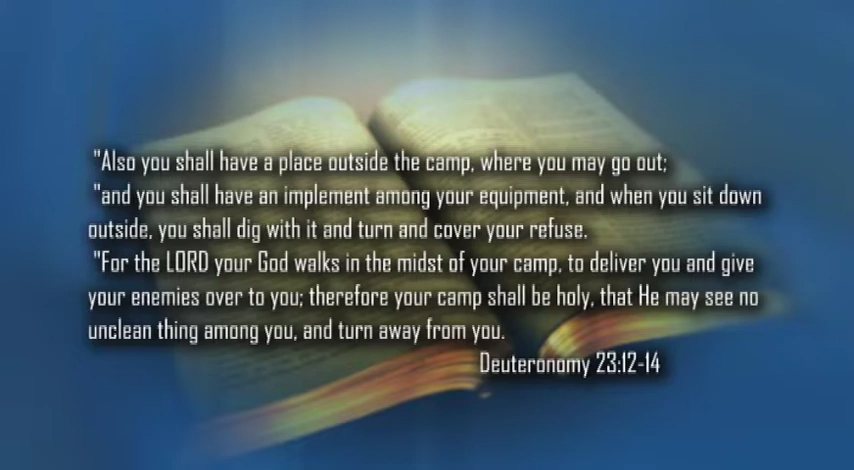 "Also you shall have a place outside the camp, where you may go out;
"and you shall have an implement among your equipment, and when you sit down
outside, you shall dig with it and turn and cover your refuse.
"For the LORD your God walks in the midst of your camp, to deliver you and give
your enemies over to you; therefore your camp shall be holy, that He may see no
unclean thing among you, and turn away from you.
Deuteronomy 23:12-14